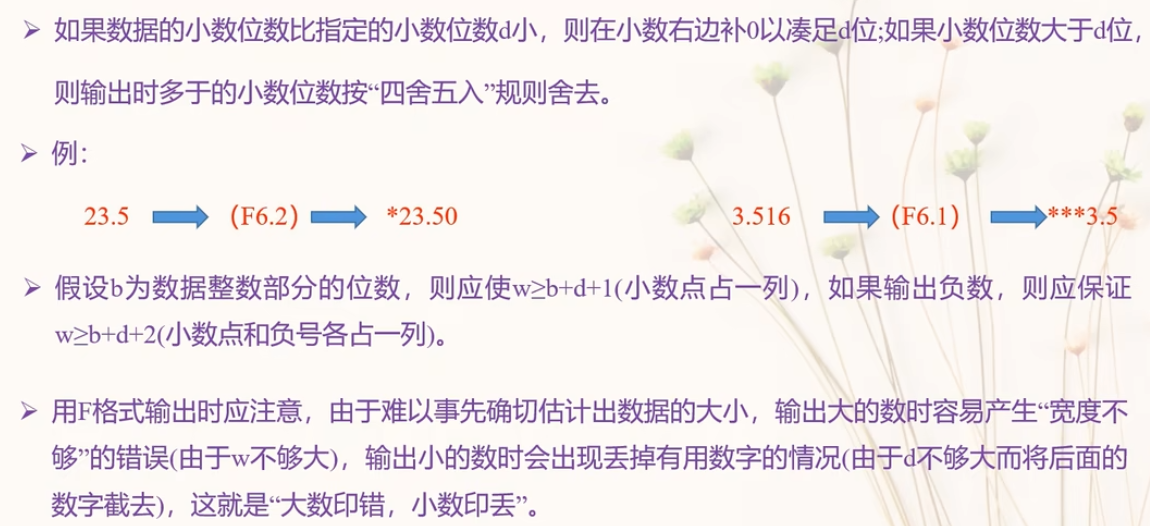 ➢ 如果数据的小数位数比指定的小数位数d小，则在小数右边补0以凑足d位;如果小数位数大于d位，
则输出时多于的小数位数按“四舍五入”规则舍去。
➢ 例：
23.5 （F6.2） *23.50 3.516 （F6.1） ***3.5
➢ 假设b为数据整数部分的位数，则应使w≥b+d+1(小数点占一列)，如果输出负数，则应保证
w≥b+d+2(小数点和负号各占一列)。
➢ 用F格式输出时应注意，由于难以事先确切估计出数据的大小，输出大的数时容易产生“宽度不
够”的错误(由于w不够大)，输出小的数时会出现丢掉有用数字的情况(由于d不够大而将后面的
数字截去)，这就是“大数印错，小数印丢”。